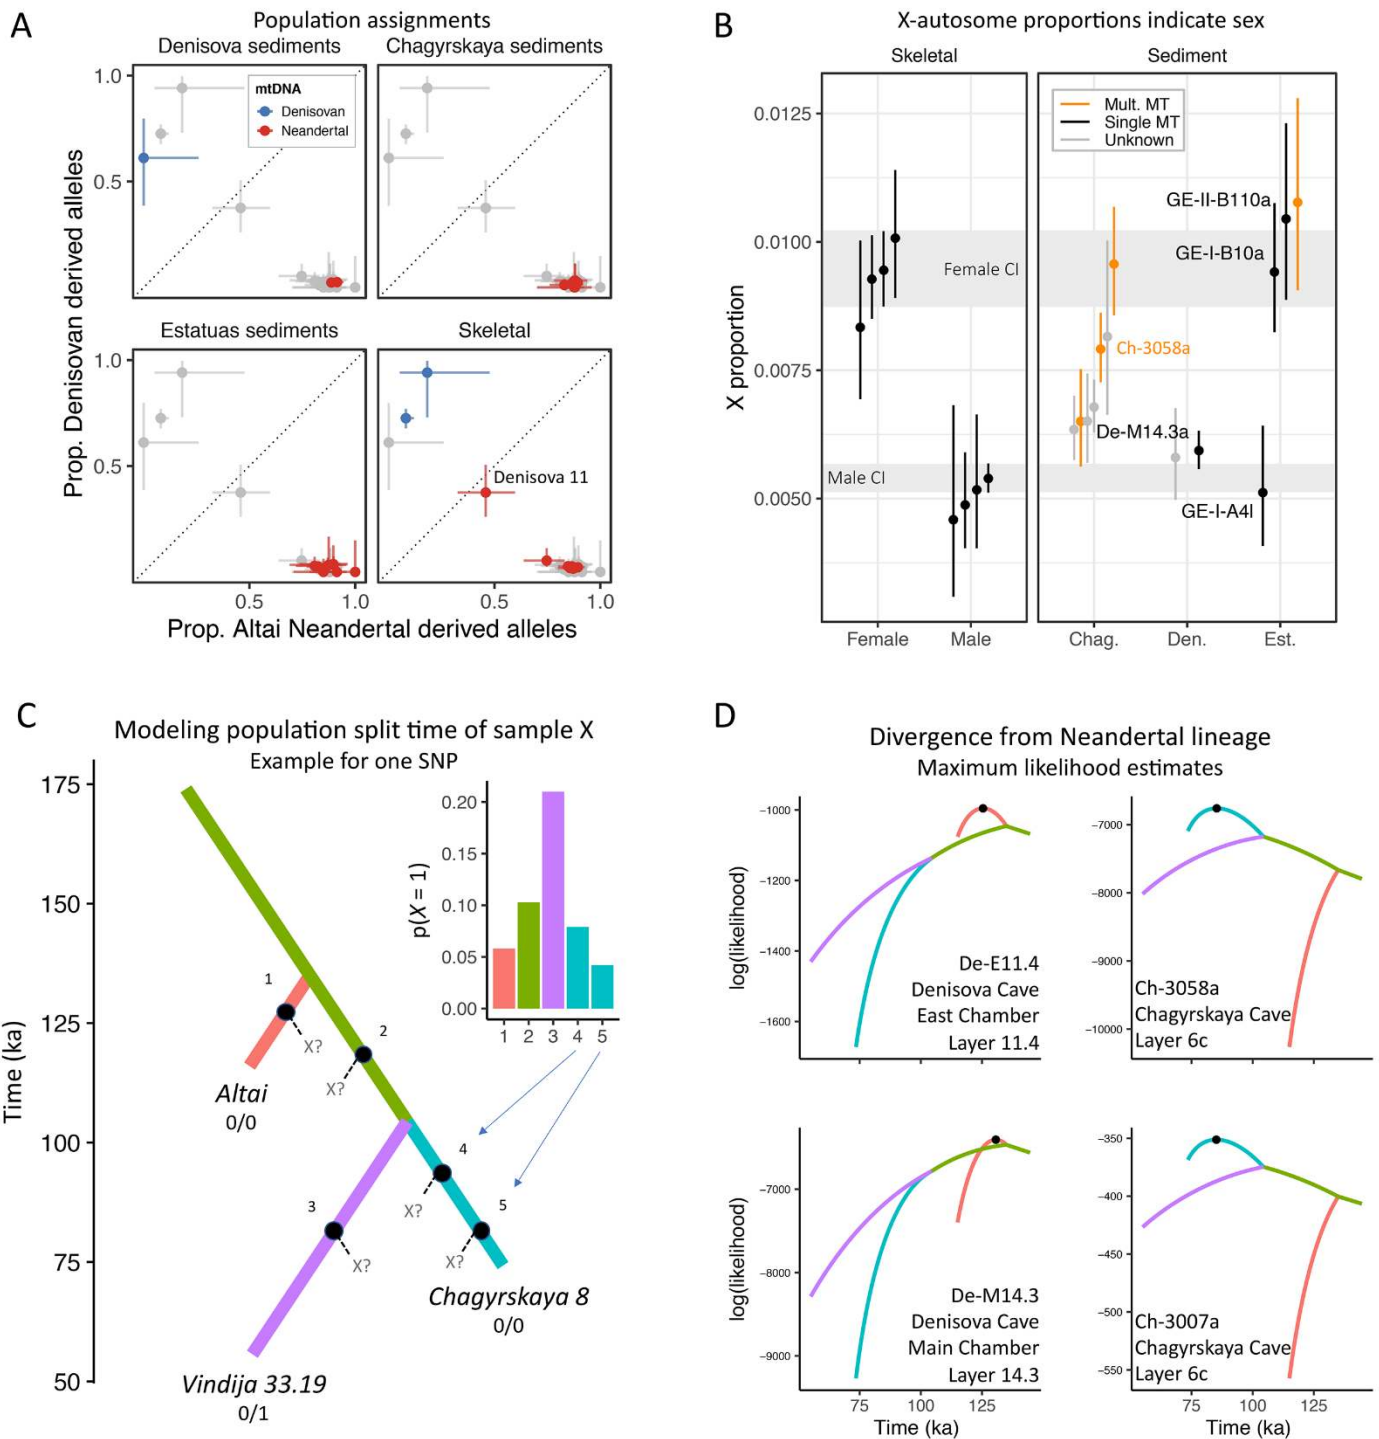 A
Population assignments
Denisova sediments
Chagyrskaya sediments
mtDNA
Denisovan
Neandertal
1.0
0.5
Prop. Denisovan derived alleles
Estatuas sediments
Skeletal
1.0
0.5
Denisova 11
0.5
1.0
0.5
1.0
Prop. Altai Neandertal derived alleles
B
X-autosome proportions indicate sex
Skeletal
Sediment
X proportion
0.0125
0.0100
0.0075
0.0050
Mult. MT
Single MT
Unknown
GE-II-B110a
GE-I-B10a
Female CI
Ch-3058a
De-M14.3a
Male CI
GE-I-A4l
Female
Male
Chag.
Den.
Est.
C
Modeling population split time of sample X
Example for one SNP
Time (ka)
175
150
125
100
75
50
p(X = 1)
0.20
0.15
0.10
0.05
0.00
1 2 3 4 5
1
X?
2
X?
Altai
0/0
4
X?
3
X?
5
X?
Chagyrskaya 8
0/0
Vindija 33.19
0/1
D
Divergence from Neandertal lineage
Maximum likelihood estimates
log(likelihood)
−1000
−1200
−1400
−1600
De-E11.4
Denisova Cave
East Chamber
Layer 11.4
−7000
−8000
−9000
−10000
Ch-3058a
Chagyrskaya Cave
Layer 6c
log(likelihood)
−7000
−8000
−9000
De-M14.3
Denisova Cave
Main Chamber
Layer 14.3
75 100 125
Time (ka)
−350
−400
−450
−500
−550
Ch-3007a
Chagyrskaya Cave
Layer 6c
75 100 125
Time (ka)